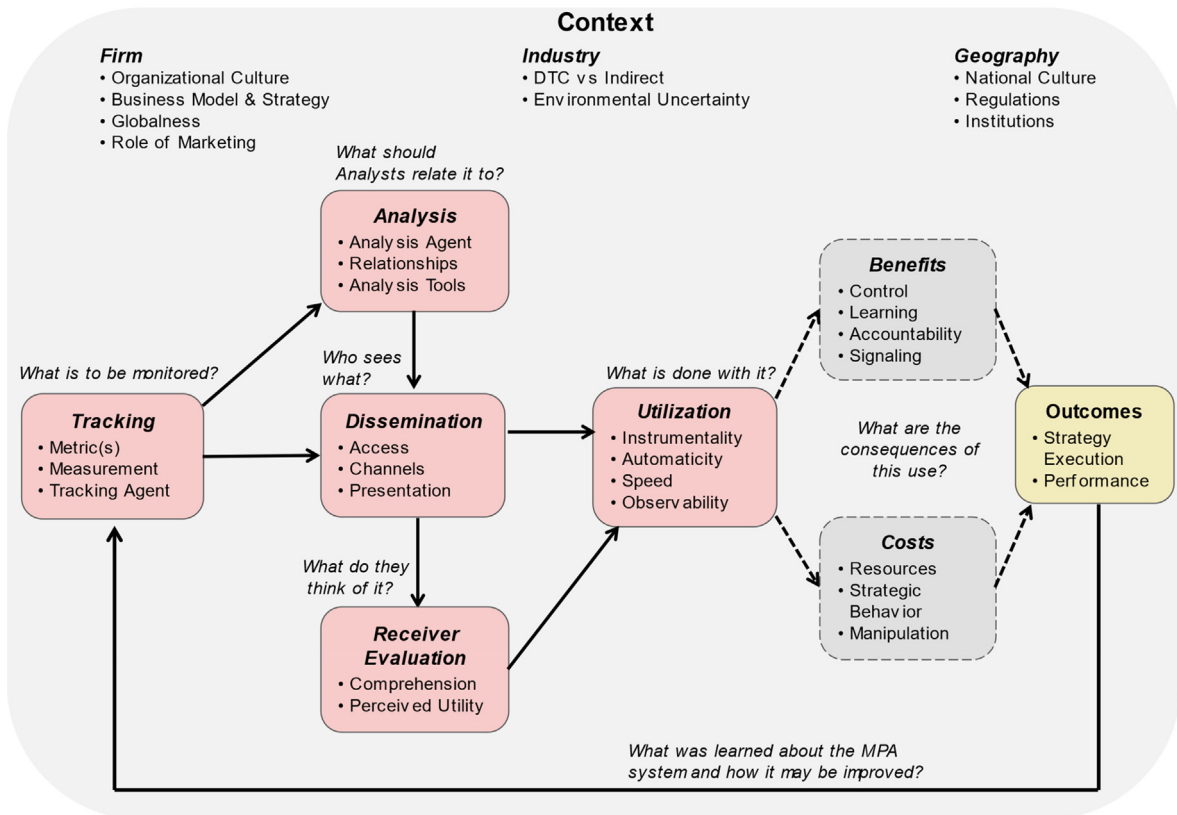 Context
Firm
• Organizational Culture
• Business Model & Strategy
• Globalness
• Role of Marketing
Industry
• DTC vs Indirect
• Environmental Uncertainty
Geography
• National Culture
• Regulations
• Institutions
What should
Analysts relate it to?
Analysis
• Analysis Agent
• Relationships
• Analysis Tools
What is to be monitored?
Tracking
• Metric(s)
• Measurement
• Tracking Agent
Who sees
what?
Dissemination
• Access
• Channels
• Presentation
What do they
think of it?
Receiver
Evaluation
• Comprehension
• Perceived Utility
What is done with it?
Utilization
• Instrumentality
• Automaticity
• Speed
• Observability
Benefits
• Control
• Learning
• Accountability
• Signaling
What are the
consequences of
this use?
Costs
• Resources
• Strategic
Behavior
• Manipulation
Outcomes
• Strategy
Execution
• Performance
What was learned about the MPA
system and how it may be improved?